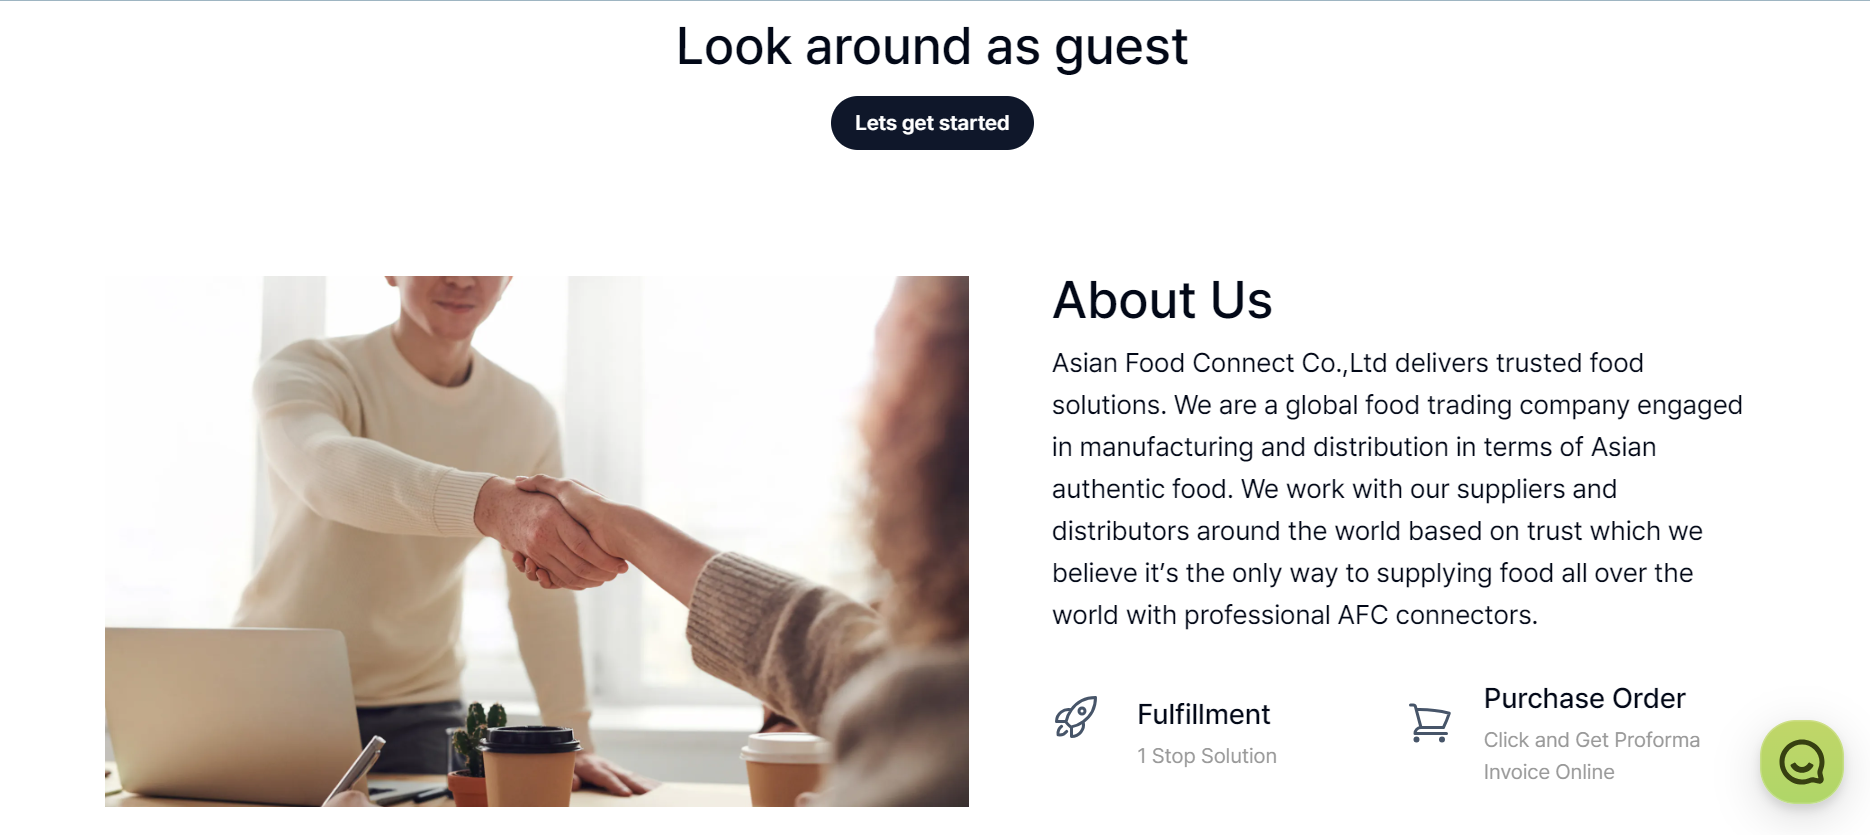 Look around as guest
Lets get started
About Us
Asian Food Connect Co.,Ltd delivers trusted food
solutions. We are a global food trading company engaged
in manufacturing and distribution in terms of Asian
authentic food. We work with our suppliers and
distributors around the world based on trust which we
believe it’s the only way to supplying food all over the
world with professional AFC connectors.
Fulfillment
1 Stop Solution
Purchase Order
Click and Get Proforma
Invoice Online